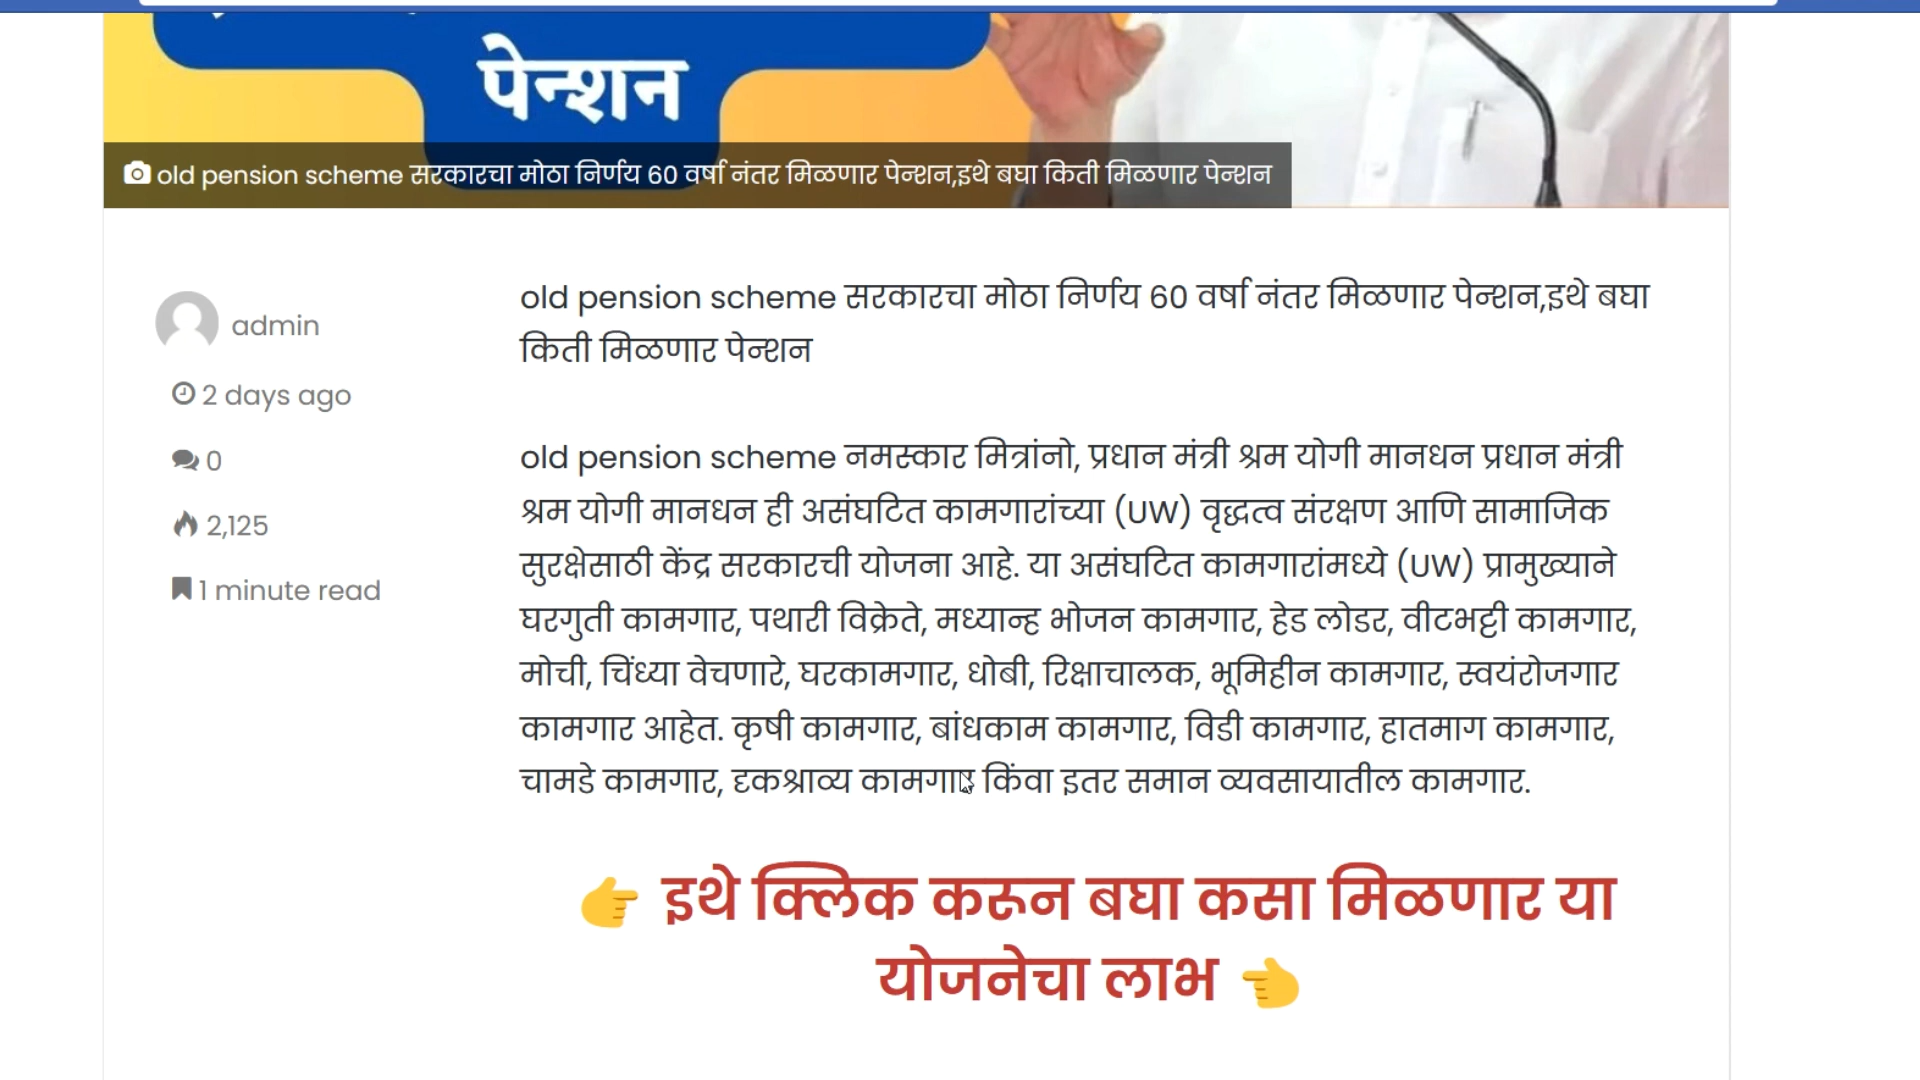 पेन्शन
old pension scheme सरकारचा मोठा निर्णय 60 वर्षा नंतर मिळणार पेन्शन,इथे बघा किती मिळणार पेन्शन
admin
2 days ago
0
2,125
1 minute read
old pension scheme सरकारचा मोठा निर्णय 60 वर्षा नंतर मिळणार पेन्शन,इथे बघा
किती मिळणार पेन्शन
old pension scheme नमस्कार मित्रांनो, प्रधान मंत्री श्रम योगी मानधन प्रधान मंत्री
श्रम योगी मानधन ही असंघटित कामगारांच्या (UW) वृद्धत्व संरक्षण आणि सामाजिक
सुरक्षेसाठी केंद्र सरकारची योजना आहे. या असंघटित कामगारांमध्ये (UW) प्रामुख्याने
घरगुती कामगार, पथारी विक्रेते, मध्यान्ह भोजन कामगार, हेड लोडर, वीटभट्टी कामगार,
मोची, चिंध्या वेचणारे, घरकामगार, धोबी, रिक्षाचालक, भूमिहीन कामगार, स्वयंरोजगार
कामगार आहेत. कृषी कामगार, बांधकाम कामगार, विडी कामगार, हातमाग कामगार,
चामडे कामगार, दृकश्राव्य कामगार किंवा इतर समान व्यवसायातील कामगार.
👉 इथे क्लिक करून बघा कसा मिळणार या
योजनेचा लाभ 👈